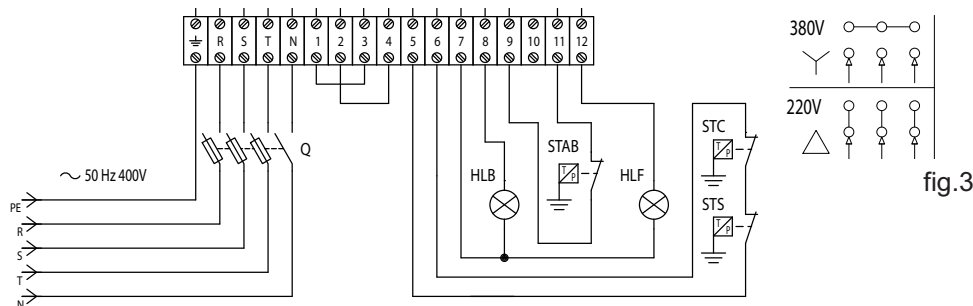 R S T N 1 2 3 4 5 6 7 8 9 10 11 12
380V
220V
Q
STAB
STC
HLB
HLF
STS
T P
T P
T P
~ 50 Hz 400V
PE
R
S
T
N
fig.3